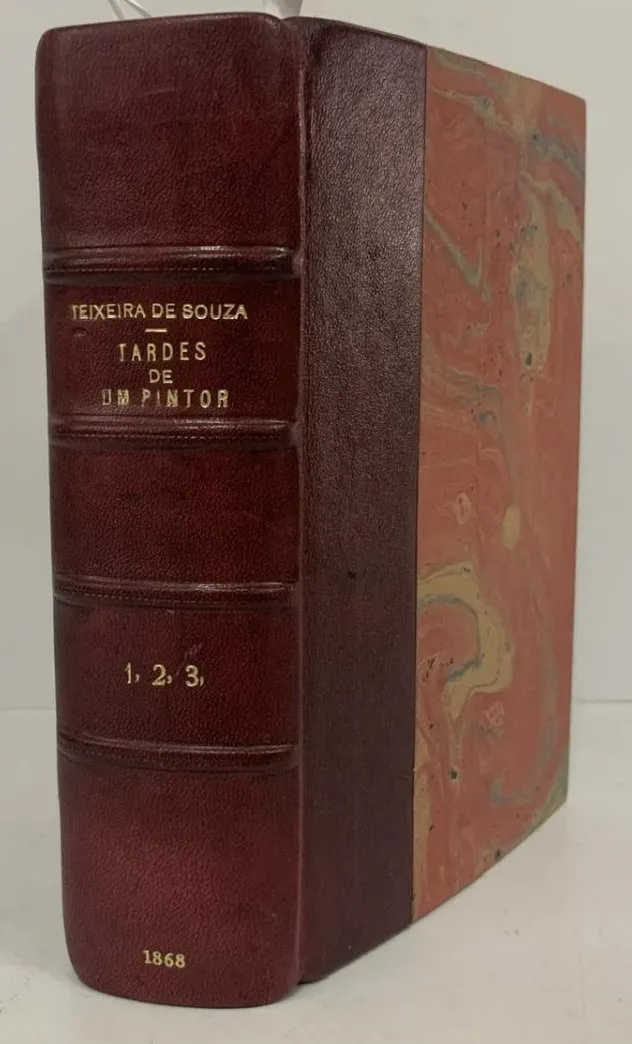 TEIXEIRA DE SOUZA
TARDES
DE
UM PINTOR
1, 2, 3,
1868